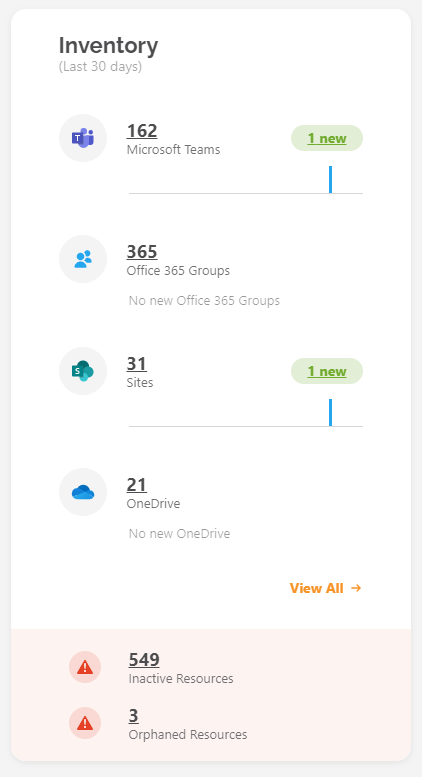 Inventory
(Last 30 days)
162
1 new
Microsoft Teams
365
Office 365 Groups
No new Office 365 Groups
31
1 new
Sites
21
OneDrive
No new OneDrive
View All →
549
Inactive Resources
3
Orphaned Resources